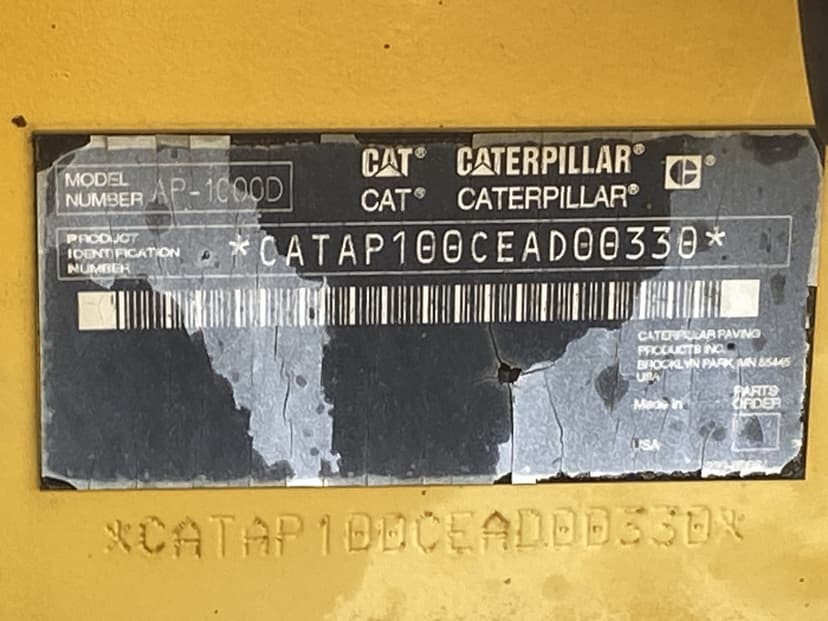 MODEL
NUMBER AP-1000D
CAT® CATERPILLAR® C®
CAT® CATERPILLAR®
PRODUCT
IDENTIFICATION
NUMBER
*CATAP100CEAD00330*
CATERPILLAR PAVING
PRODUCTS INC.
BROOKLYN PARK, MN 55445
USA
Made in
USA
PARTS
ORDER
*CATAP100CEAD00330*